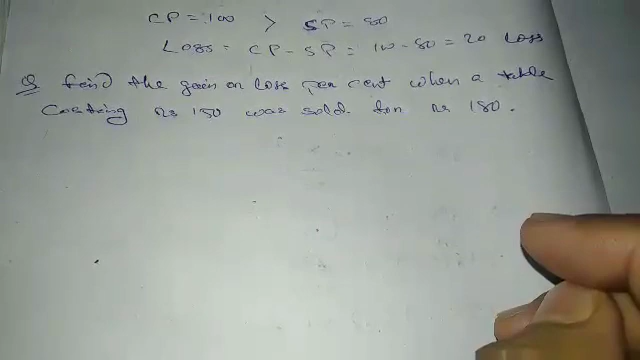 CP = 100 > SP = 80
Loss = CP - SP = 100 - 80 = 20 Loss
Q find the gain or loss per cent when a table
Costing Rs 150 was sold for Rs 180.